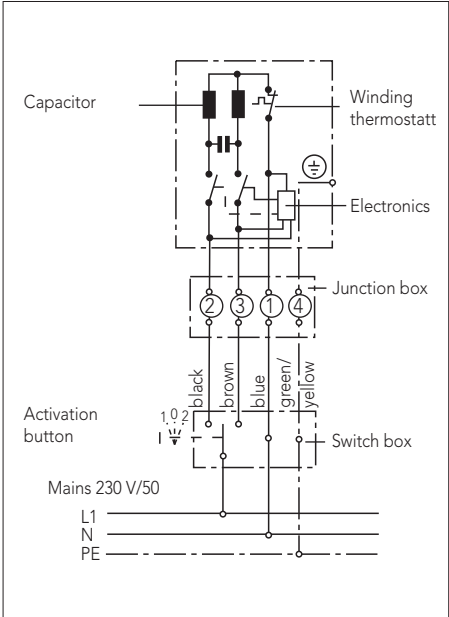 Capacitor
Winding
thermostatt
Electronics
Junction box
2 3 1 4
black
brown
blue
green/
yellow
Activation
button
1 0 2
Switch box
Mains 230 V/50
L1
N
PE